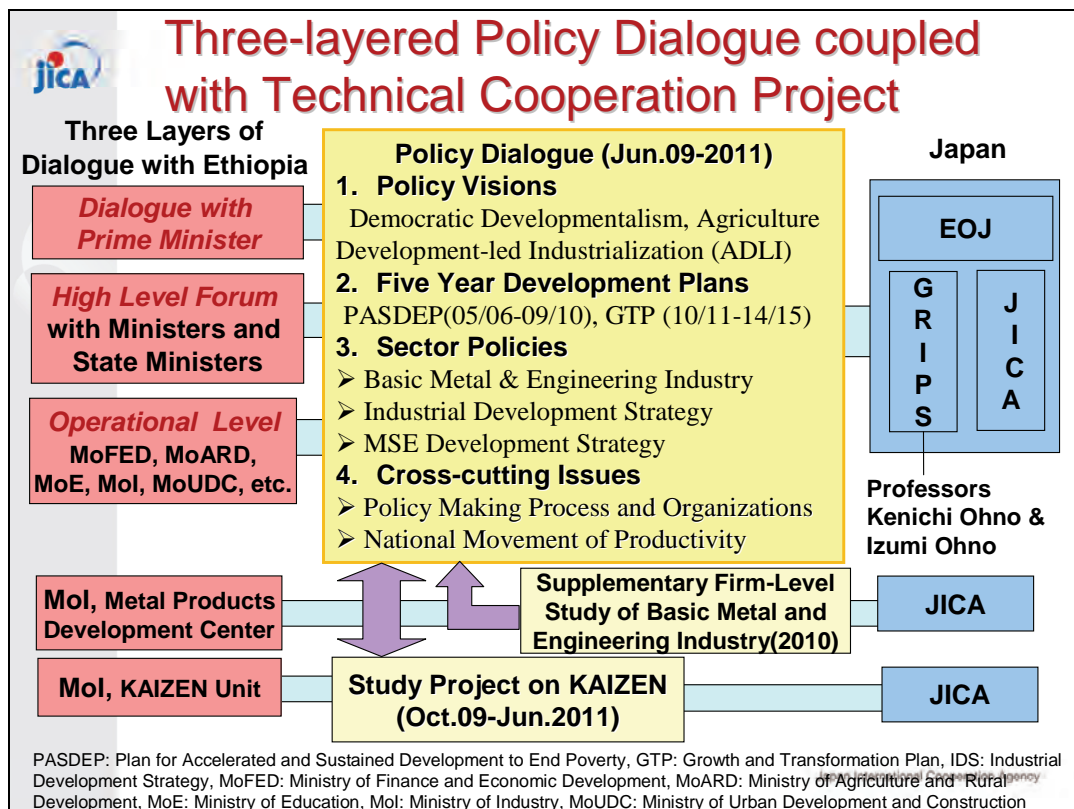 jicA
Three-layered Policy Dialogue coupled
with Technical Cooperation Project
Three Layers of
Dialogue with Ethiopia
Dialogue with
Prime Minister
High Level Forum
with Ministers and
State Ministers
Operational Level
MoFED, MoARD,
MoE, MoI, MoUDC, etc.
Policy Dialogue (Jun.09-2011)
1. Policy Visions
Democratic Developmentalism, Agriculture
Development-led Industrialization (ADLI)
2. Five Year Development Plans
PASDEP(05/06-09/10), GTP (10/11-14/15)
3. Sector Policies
➢ Basic Metal & Engineering Industry
➢ Industrial Development Strategy
➢ MSE Development Strategy
4. Cross-cutting Issues
➢ Policy Making Process and Organizations
➢ National Movement of Productivity
Japan
EOJ
GRIPS
JICA
Professors
Kenichi Ohno &
Izumi Ohno
MoI, Metal Products
Development Center
Supplementary Firm-Level
Study of Basic Metal and
Engineering Industry(2010)
JICA
MoI, KAIZEN Unit
Study Project on KAIZEN
(Oct.09-Jun.2011)
JICA
PASDEP: Plan for Accelerated and Sustained Development to End Poverty, GTP: Growth and Transformation Plan, IDS: Industrial
Development Strategy, MoFED: Ministry of Finance and Economic Development, MoARD: Ministry of Agriculture and Rural
Japan International Cooperation Agency
Development, MoE: Ministry of Education, MoI: Ministry of Industry, MoUDC: Ministry of Urban Development and Construction